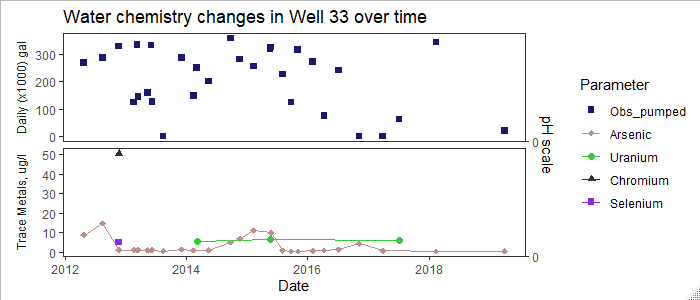 Water chemistry changes in Well 33 over time
Daily (x1000) gal
300
200
100
0
0
pH scale
Trace Metals, ug/l
50
40
30
20
10
0
0
2012
2014
2016
2018
Date
Parameter
Obs_pumped
Arsenic
Uranium
Chromium
Selenium